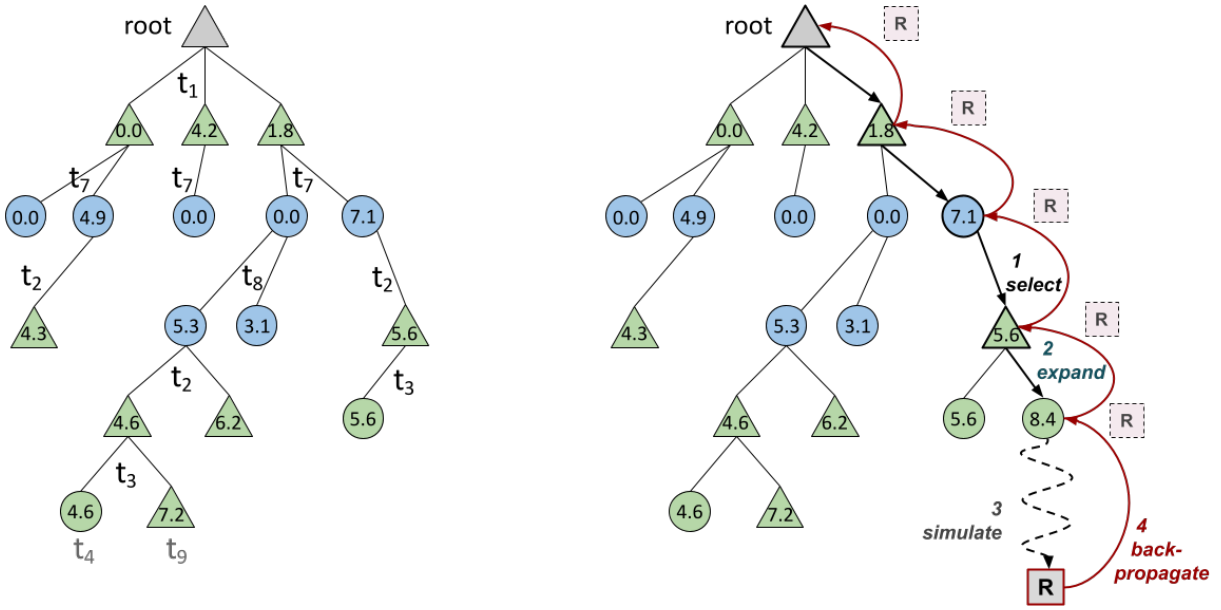 root
t1
0.0 4.2 1.8
t7 t7 t7
0.0 4.9 0.0 0.0 7.1
t2 t8 t2
4.3 5.3 3.1 5.6
t2 t3
4.6 6.2 5.6
t3
4.6 7.2
t4 t9
root R
R
0.0 4.2 1.8
R
0.0 4.9 0.0 0.0 7.1
1
select
R
4.3 5.3 3.1 5.6
2
expand
4.6 6.2 5.6 8.4 R
4.6 7.2
3
simulate
4
back-
propagate
R